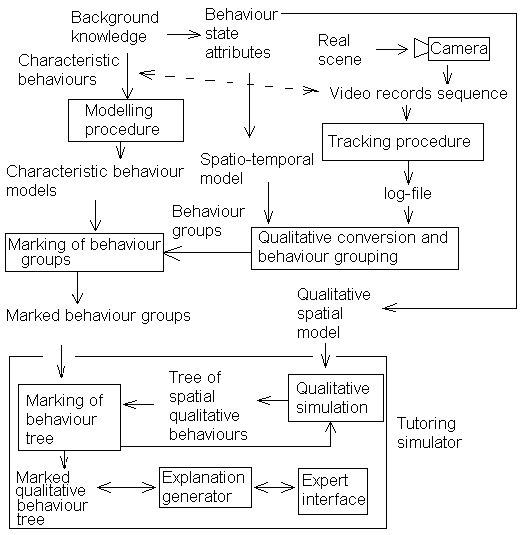 Background
knowledge
Behaviour
state
attributes
Real
scene
Camera
Characteristic
behaviours
Video records sequence
Modelling
procedure
Tracking procedure
Spatio-temporal
model
Characteristic behaviour
models
log-file
Behaviour
groups
Marking of behaviour
groups
Qualitative conversion and
behaviour grouping
Marked behaviour groups
Qualitative
spatial
model
Marking of
behaviour
tree
Tree of
spatial
qualitative
behaviours
Qualitative
simulation
Tutoring
simulator
Marked
qualitative
behaviour
tree
Explanation
generator
Expert
interface